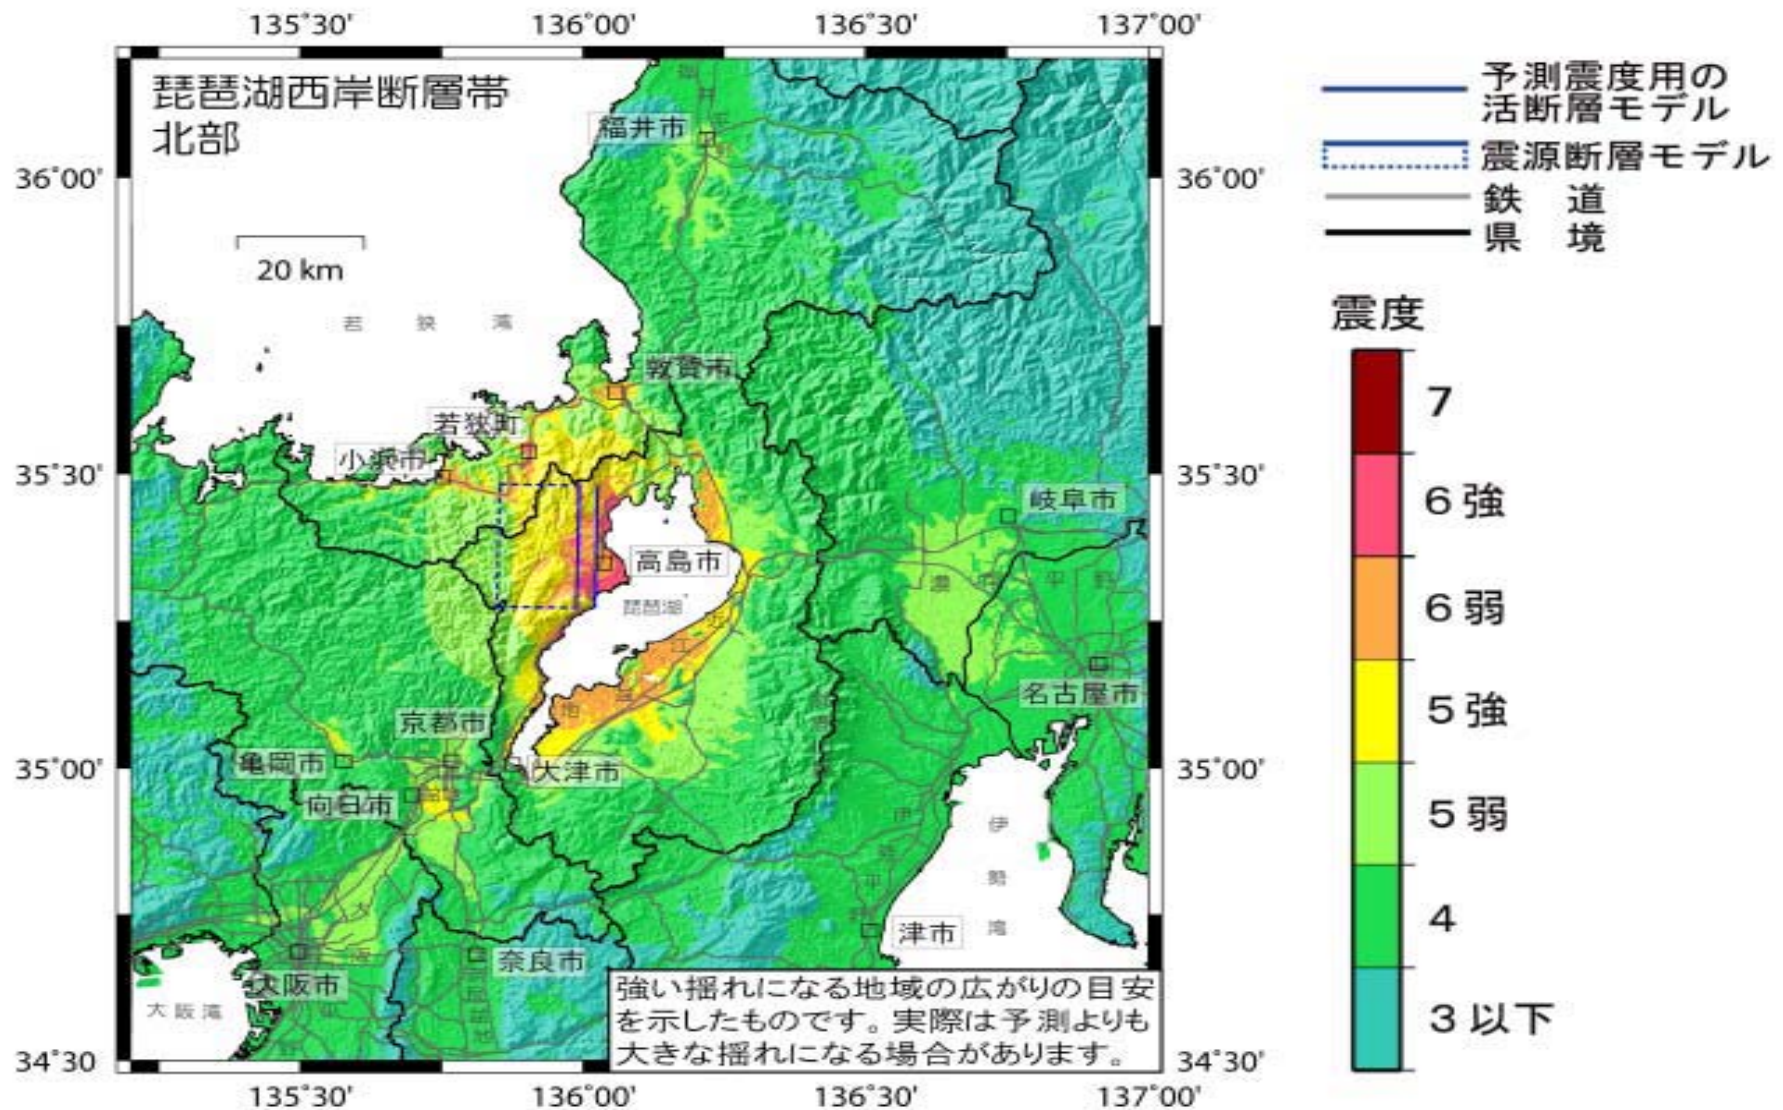 135°30' 136°00' 136°30' 137°00'
琵琶湖西岸断層帯
北部
福井市
36°00' 36°00'
20 km
若狭湾
敦賀市
若狭町
小浜市
35°30' 35°30'
岐阜市
高島市
琵琶湖
名古屋市
京都市
亀岡市
大津市
35°00' 35°00'
向日市
伊勢湾
津市
奈良市
大阪市
大阪湾
強い揺れになる地域の広がりの目安
を示したものです。実際は予測よりも
大きな揺れになる場合があります。
34°30 34°30'
135°30' 136°00' 136°30' 137°00'
予測震度用の
活断層モデル
震源断層モデル
鉄 道
県 境
震度
7
6強
6弱
5強
5弱
4
3以下